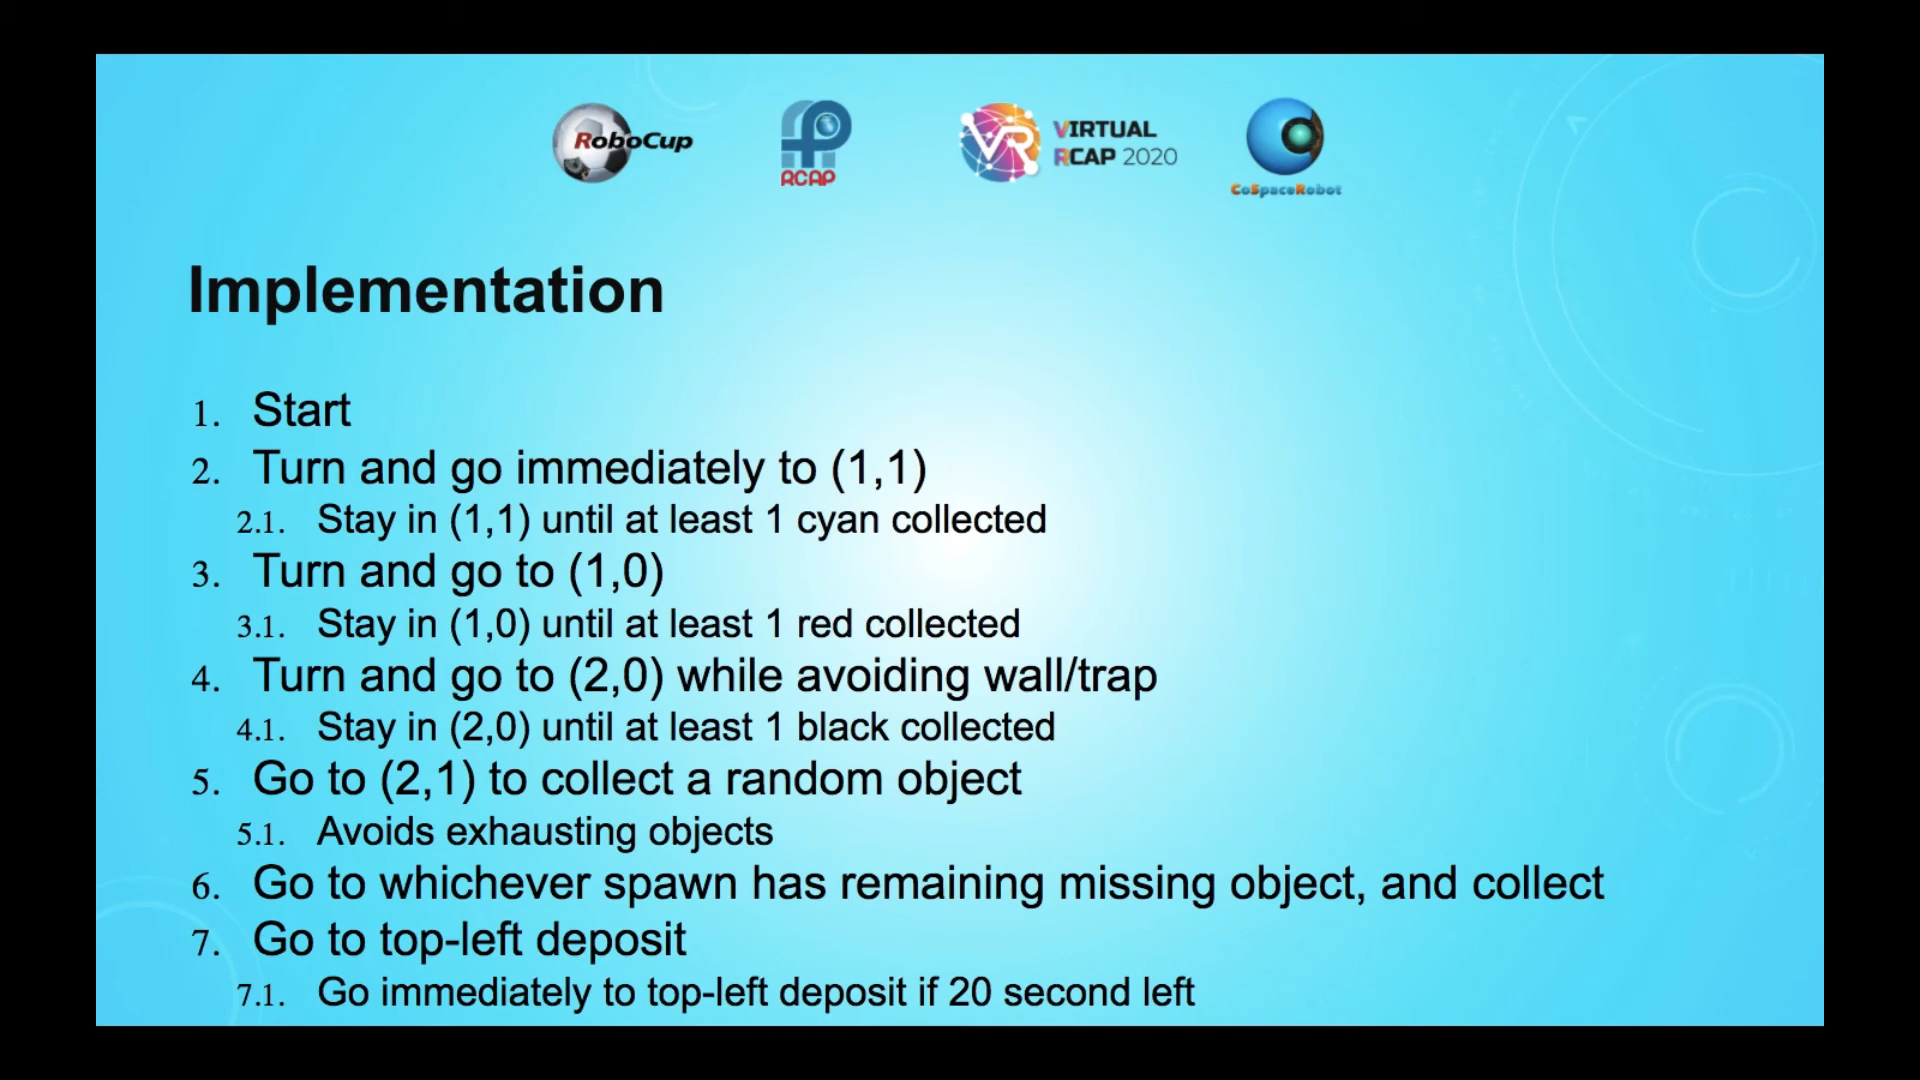 RoboCup
RCAP
VR
VIRTUAL
RCAP 2020
CoSpaceRobot
Implementation
1. Start
2. Turn and go immediately to (1,1)
2.1. Stay in (1,1) until at least 1 cyan collected
3. Turn and go to (1,0)
3.1. Stay in (1,0) until at least 1 red collected
4. Turn and go to (2,0) while avoiding wall/trap
4.1. Stay in (2,0) until at least 1 black collected
5. Go to (2,1) to collect a random object
5.1. Avoids exhausting objects
6. Go to whichever spawn has remaining missing object, and collect
7. Go to top-left deposit
7.1. Go immediately to top-left deposit if 20 second left